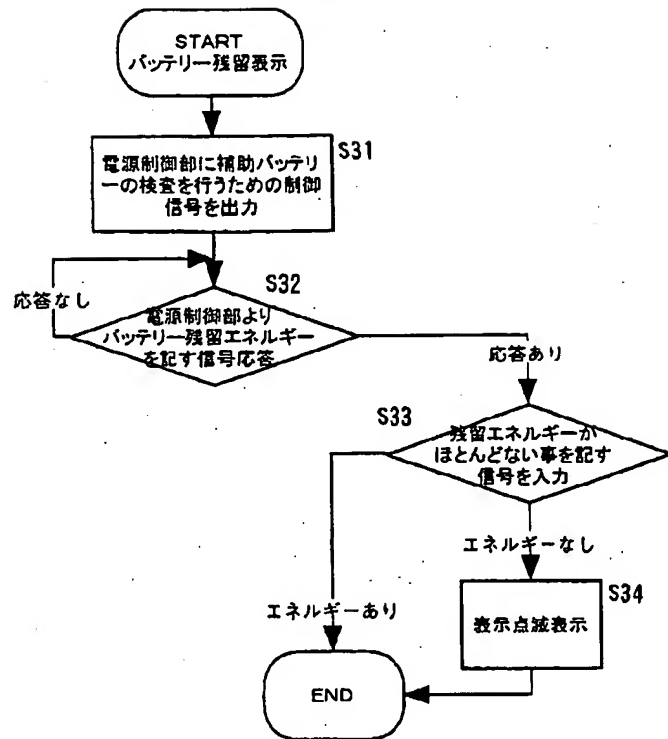 START
バッテリー残留表示
S31
電源制御部に補助バッテリ
ーの検査を行うための制御
信号を出力
S32
応答なし
電源制御部より
バッテリー残留エネルギー
を記す信号応答
応答あり
S33
残留エネルギーが
ほとんどない事を記す
信号を入力
エネルギーなし
S34
エネルギーあり
表示点滅表示
END